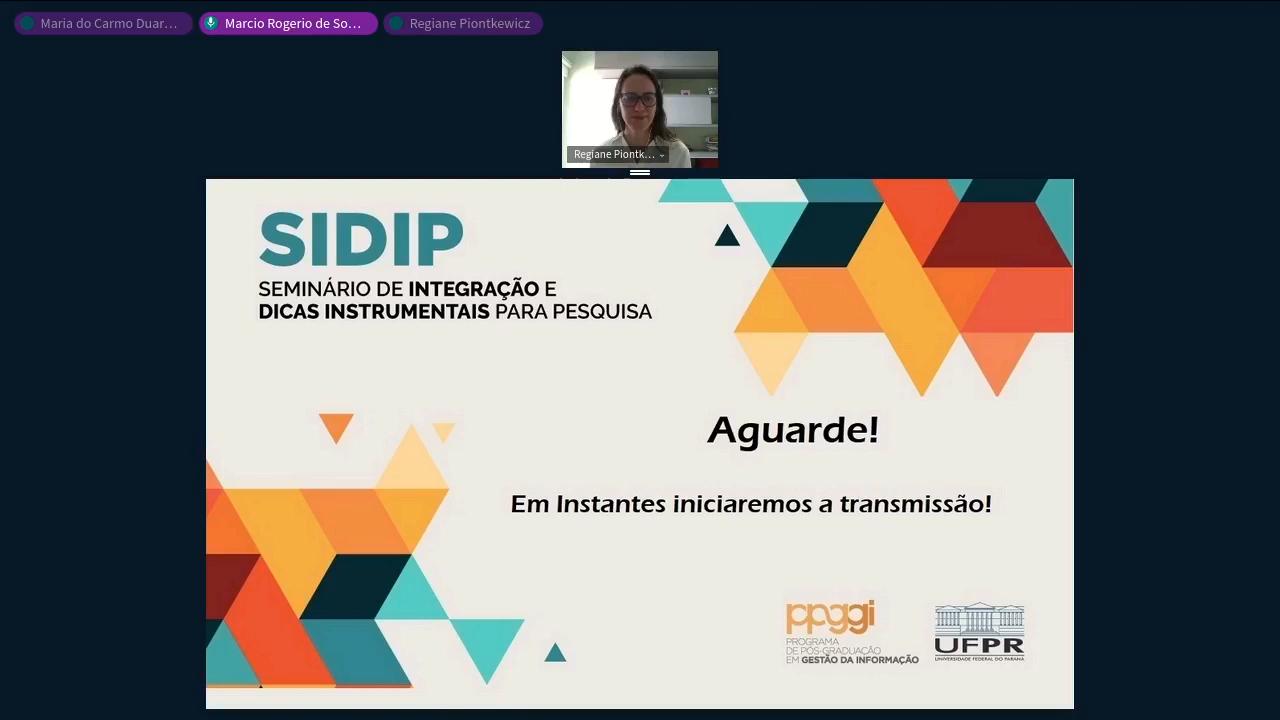 Maria do Carmo Duar…
Marcio Rogerio de So…
Regiane Piontkewicz
Regiane Piontk…
SIDIP
SEMINÁRIO DE INTEGRAÇÃO E
DICAS INSTRUMENTAIS PARA PESQUISA
Aguarde!
Em Instantes iniciaremos a transmissão!
ppggi
PROGRAMA
DE PÓS-GRADUAÇÃO
EM GESTÃO DA INFORMAÇÃO
UFPR
UNIVERSIDADE FEDERAL DO PARANÁ